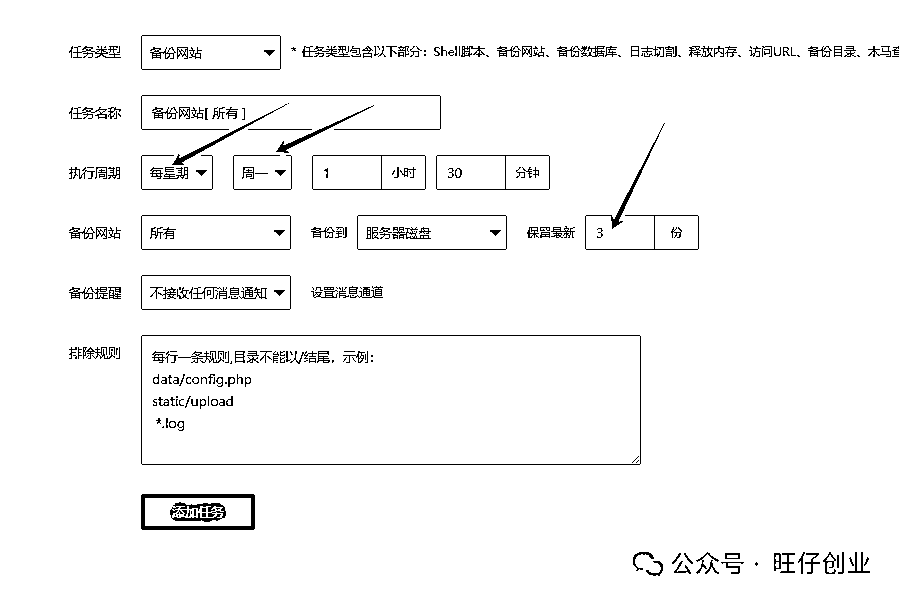 任务类型 备份网站 * 任务类型包含以下部分：Shell脚本、备份网站、备份数据库、日志切割、释放内存、访问URL、备份目录、木马查
任务名称 备份网站[ 所有 ]
执行周期 每星期 周一 1 小时 30 分钟
备份网站 所有 备份到 服务器磁盘 保留最新 3 份
备份提醒 不接收任何消息通知 设置消息通道
排除规则 每行一条规则,目录不能以/结尾，示例：
data/config.php
static/upload
*.log
添加任务
公众号 · 旺仔创业